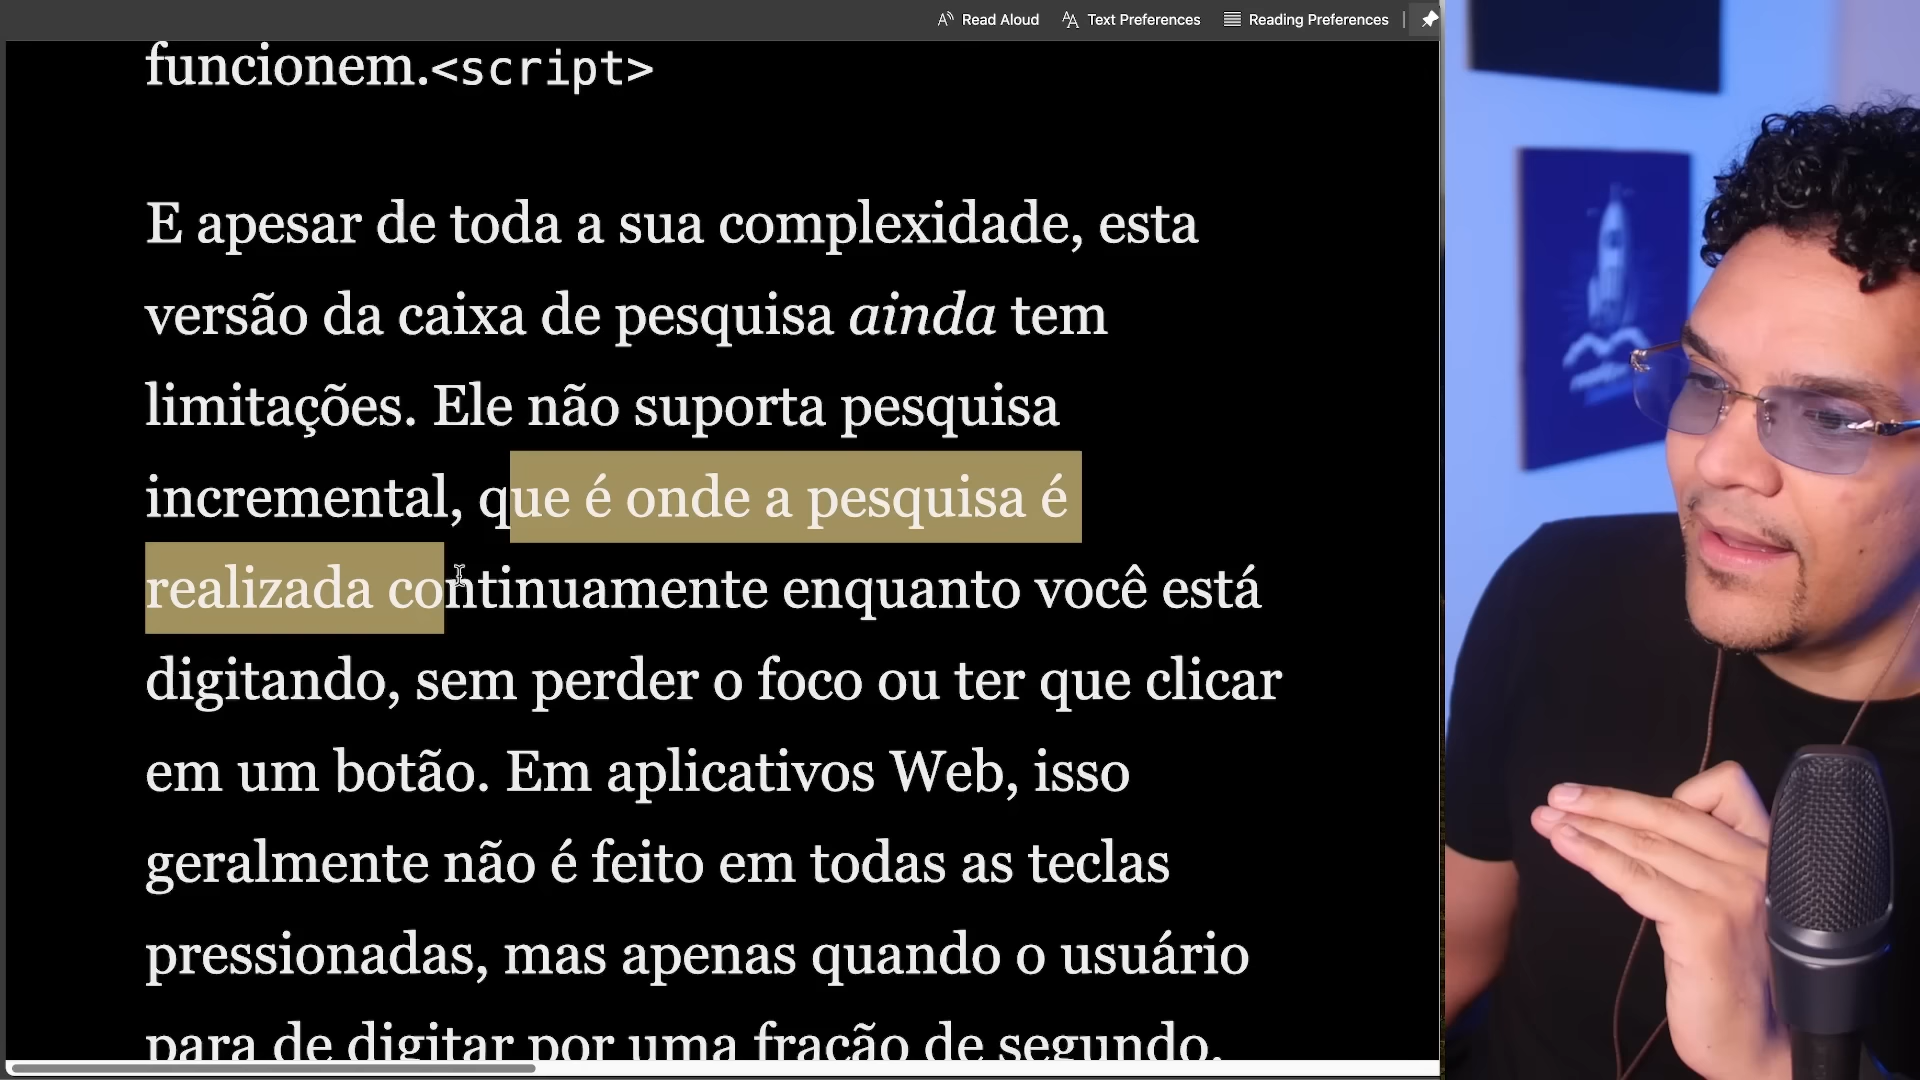 Read Aloud
Text Preferences
Reading Preferences
funcionem.<script>
E apesar de toda a sua complexidade, esta
versão da caixa de pesquisa ainda tem
limitações. Ele não suporta pesquisa
incremental, que é onde a pesquisa é
realizada continuamente enquanto você está
digitando, sem perder o foco ou ter que clicar
em um botão. Em aplicativos Web, isso
geralmente não é feito em todas as teclas
pressionadas, mas apenas quando o usuário
para de digitar por uma fração de segundo.